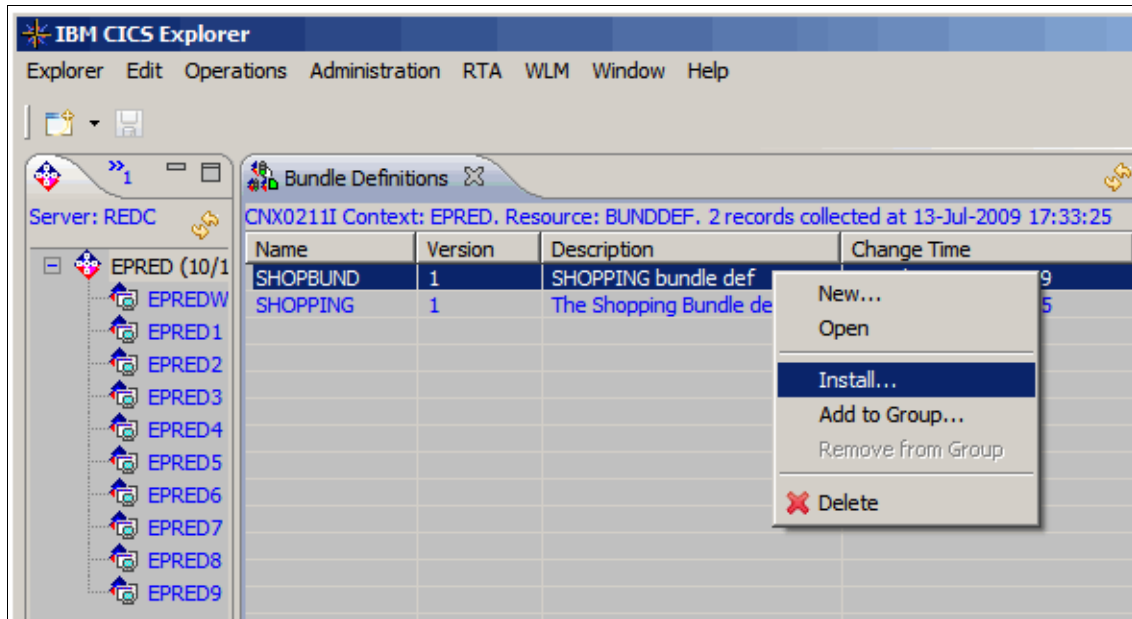 IBM CICS Explorer
Explorer Edit Operations Administration RTA WLM Window Help
»1
Bundle Definitions
Server: REDC
CNX0211I Context: EPRED. Resource: BUNDDEF. 2 records collected at 13-Jul-2009 17:33:25
Name Version Description Change Time
EPRED (10/1
SHOPBUND 1 SHOPPING bundle def 9
SHOPPING 1 The Shopping Bundle de 5
EPREDW
EPRED1
EPRED2
EPRED3
EPRED4
EPRED5
EPRED6
EPRED7
EPRED8
EPRED9
New...
Open
Install...
Add to Group...
Remove from Group
Delete